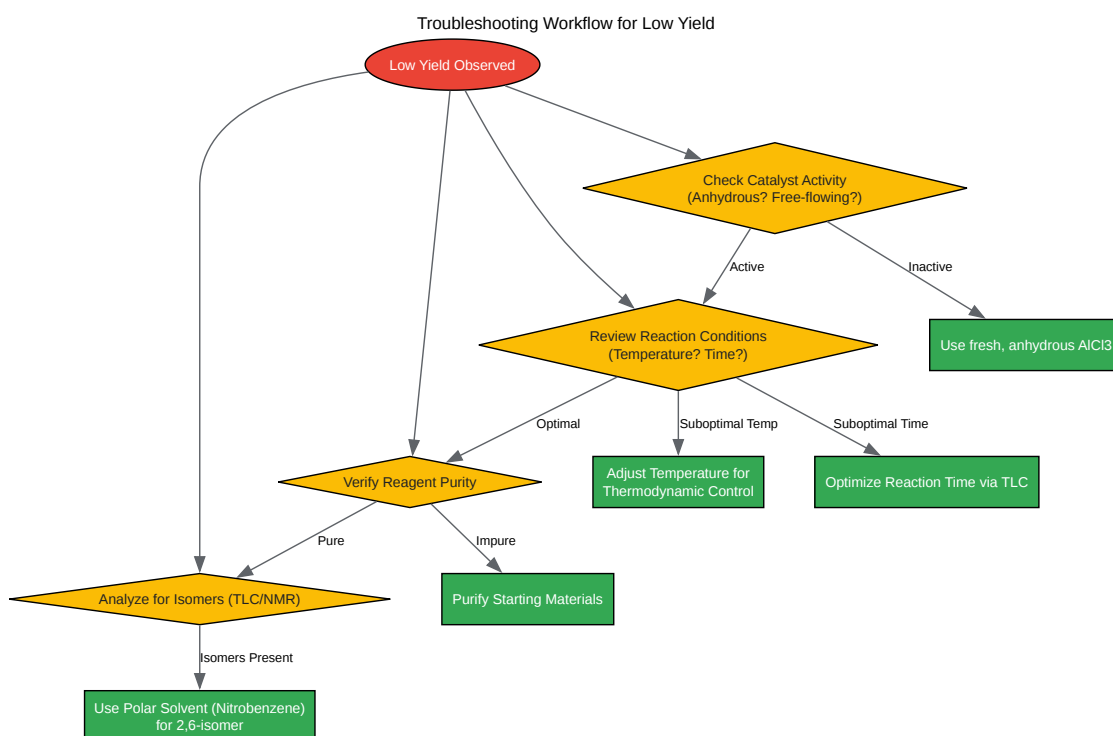 Troubleshooting Workflow for Low Yield
Low Yield Observed
Check Catalyst Activity
(Anhydrous? Free-flowing?)
Active
Inactive
Review Reaction Conditions
(Temperature? Time?)
Use fresh, anhydrous AlCl3
Optimal
Suboptimal Temp
Suboptimal Time
Verify Reagent Purity
Adjust Temperature for
Thermodynamic Control
Optimize Reaction Time via TLC
Pure
Impure
Analyze for Isomers (TLC/NMR)
Purify Starting Materials
Isomers Present
Use Polar Solvent (Nitrobenzene)
for 2,6-isomer